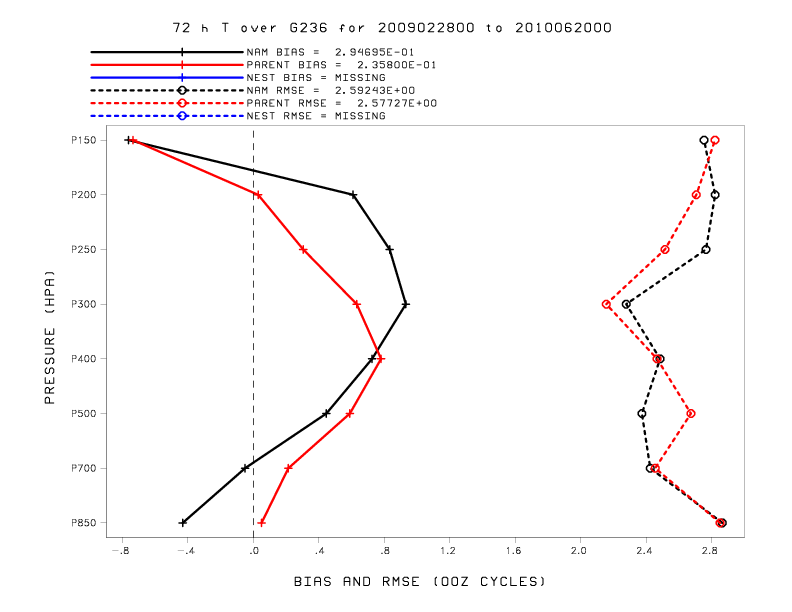 72 h T over G236 for 2009022800 to 2010062000
NAM BIAS = 2.94695E-01
PARENT BIAS = 2.35800E-01
NEST BIAS = MISSING
NAM RMSE = 2.59243E+00
PARENT RMSE = 2.57727E+00
NEST RMSE = MISSING
P150
P200
P250
P300
P400
P500
P700
P850
PRESSURE (HPA)
-.8 -.4 .0 .4 .8 1.2 1.6 2.0 2.4 2.8
BIAS AND RMSE (00Z CYCLES)